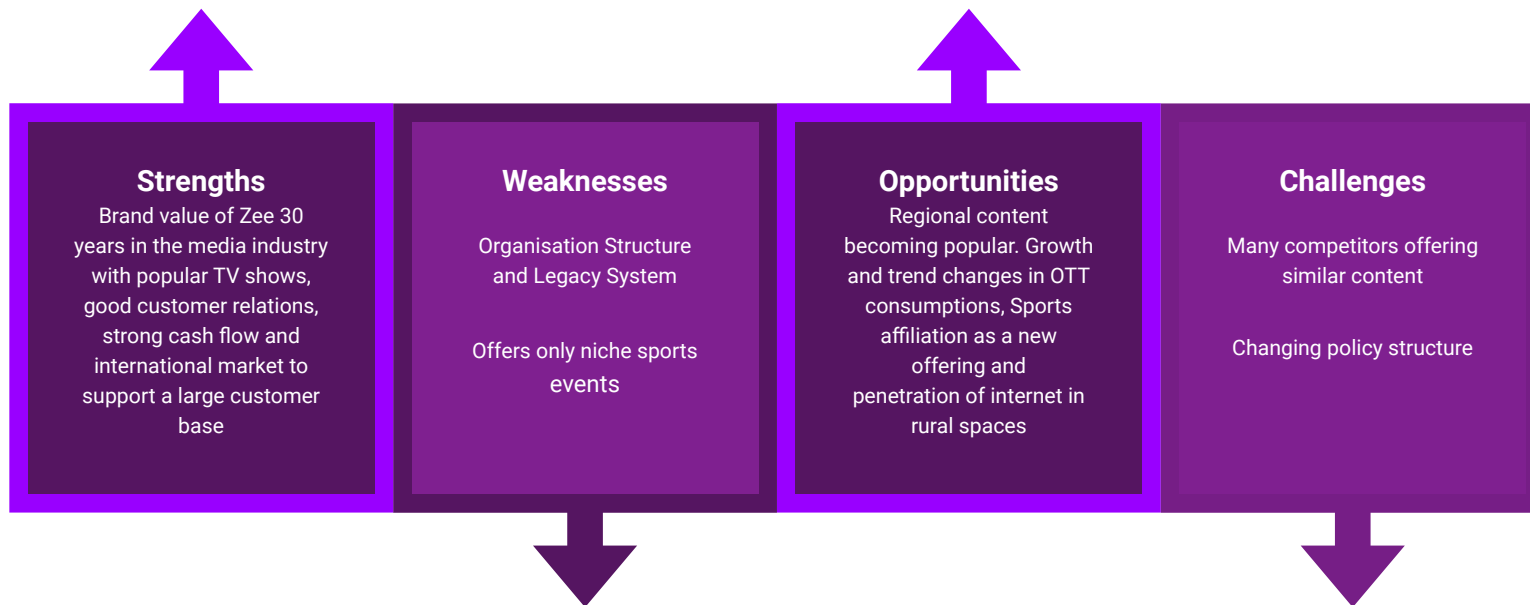 Strengths
Brand value of Zee 30
years in the media industry
with popular TV shows,
good customer relations,
strong cash flow and
international market to
support a large customer
base
Weaknesses
Organisation Structure
and Legacy System
Offers only niche sports
events
Opportunities
Regional content
becoming popular. Growth
and trend changes in OTT
consumptions, Sports
affiliation as a new
offering and
penetration of internet in
rural spaces
Challenges
Many competitors offering
similar content
Changing policy structure